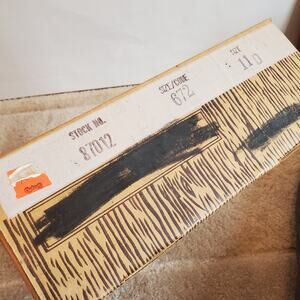 STOCK NO.
87012
SIZE/CODE
672
SIZE
11 D